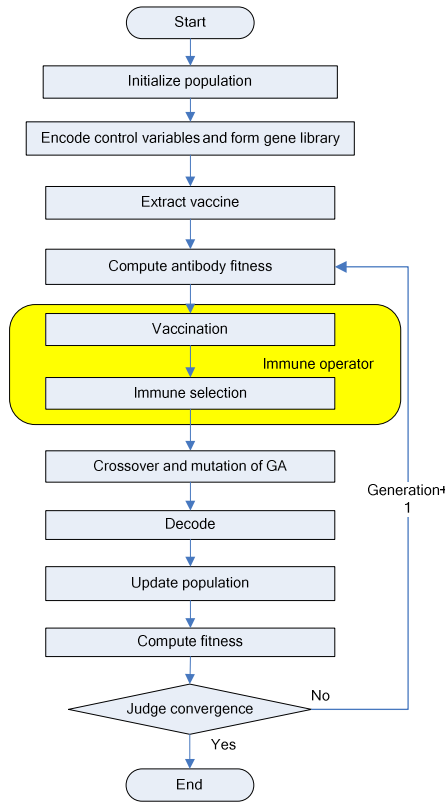 Start
Initialize population
Encode control variables and form gene library
Extract vaccine
Compute antibody fitness
Vaccination
Immune operator
Immune selection
Crossover and mutation of GA
Generation+
1
Decode
Update population
Compute fitness
Judge convergence
No
Yes
End